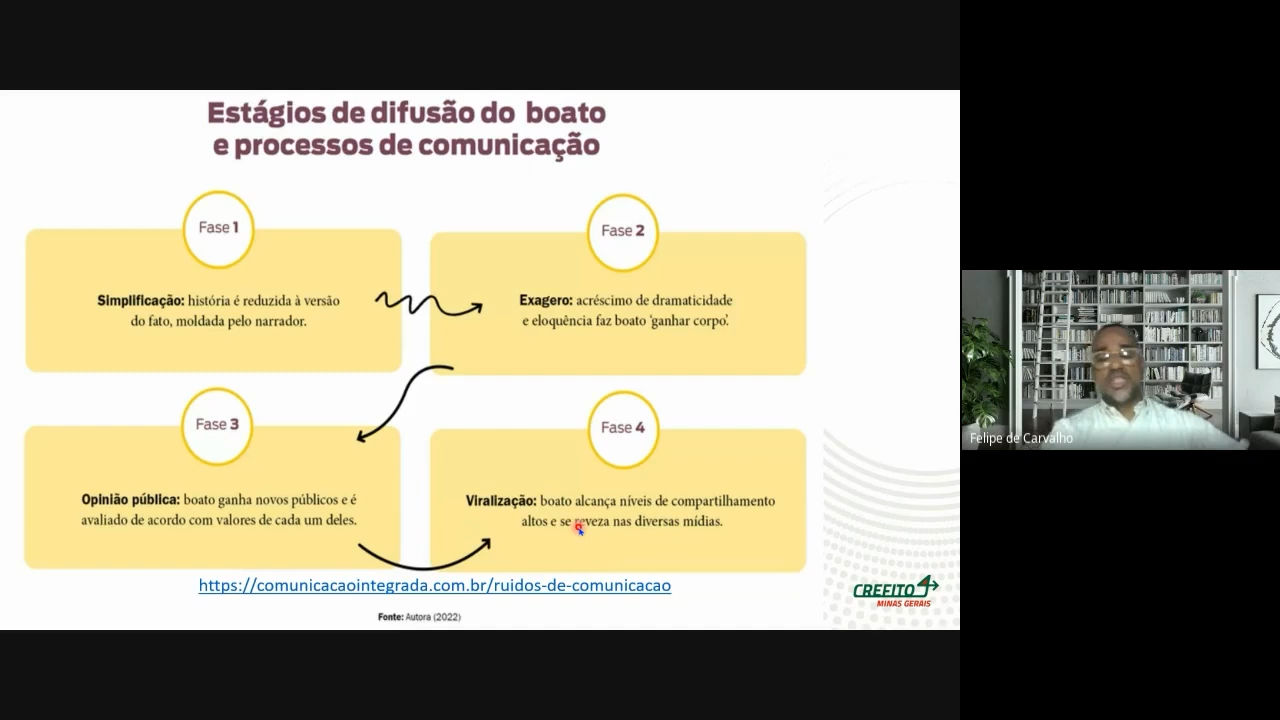 Estágios de difusão do boato
e processos de comunicação
Fase 1
Simplificação: história é reduzida à versão
do fato, moldada pelo narrador.
Fase 2
Exagero: acréscimo de dramaticidade
e eloquência faz boato ‘ganhar corpo’.
Fase 3
Opinião pública: boato ganha novos públicos e é
avaliado de acordo com valores de cada um deles.
Fase 4
Viralização: boato alcança níveis de compartilhamento
altos e se reveza nas diversas mídias.
https://comunicacaointegrada.com.br/ruidos-de-comunicacao
Fonte: Autora (2022)
CREFITO4
MINAS GERAIS
Felipe de Carvalho